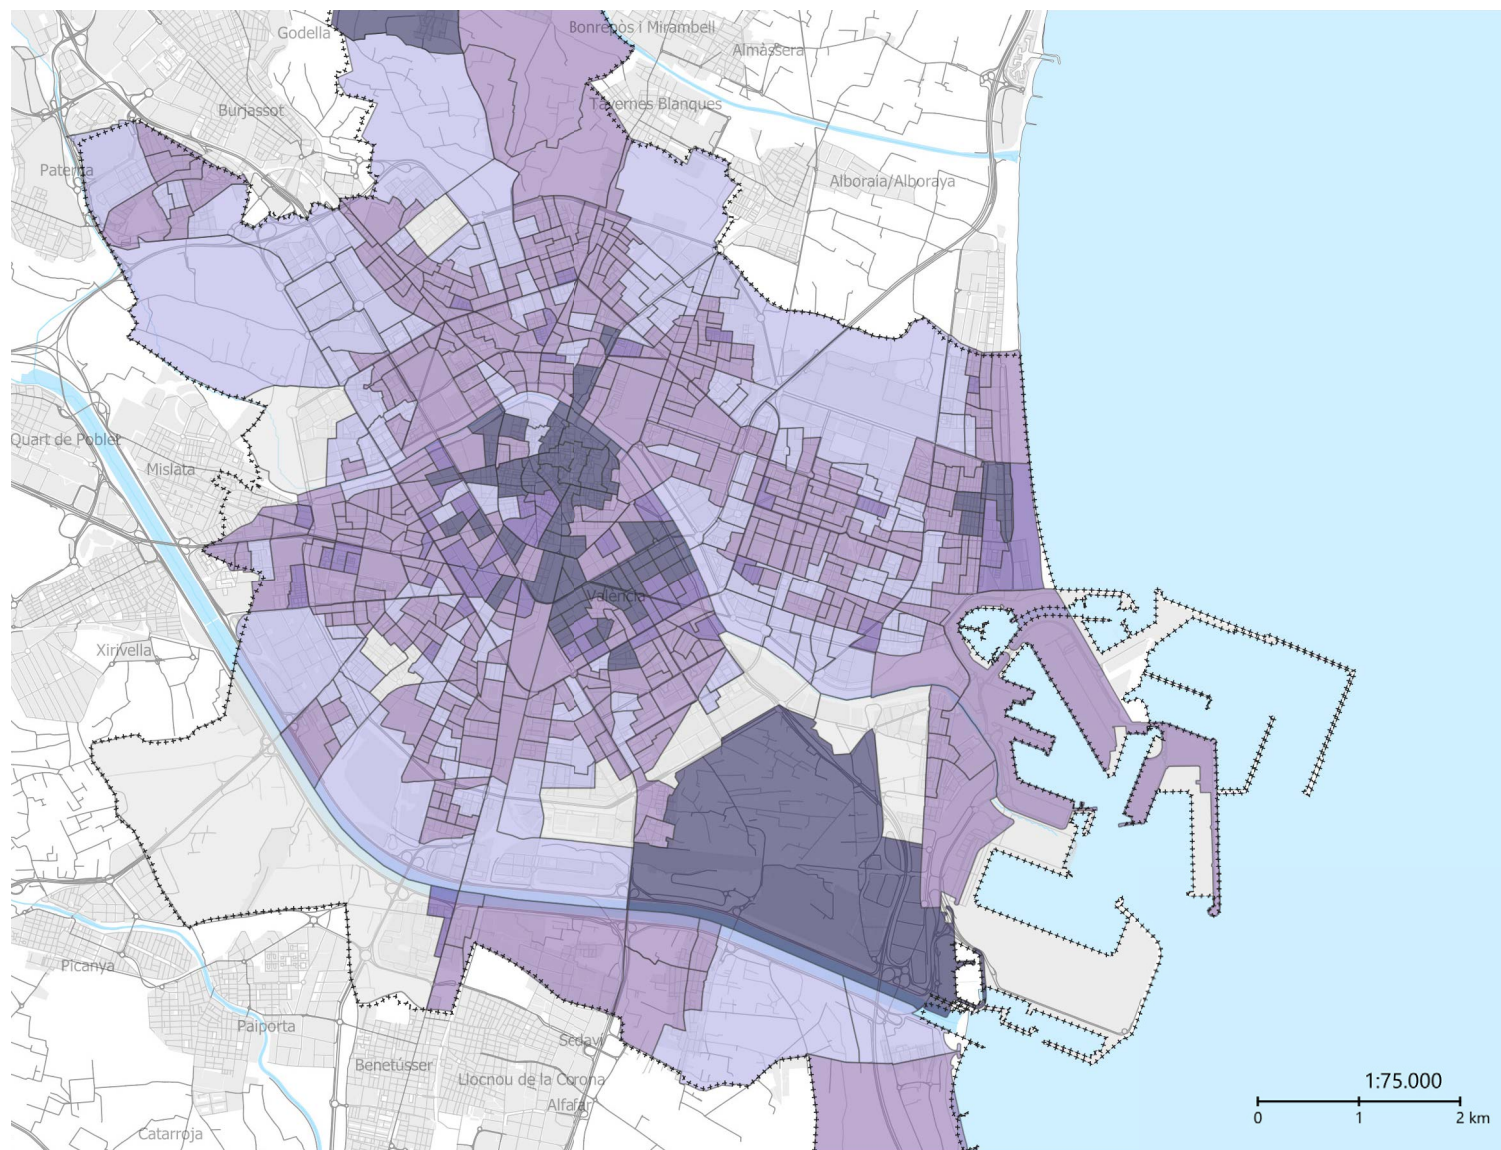 Godella
Bonrepòs i Mirambell
Almàssera
Burjassot
Tavernes Blanques
Paterna
Alboraia/Alboraya
Quart de Poblet
Mislata
València
Xirivella
Picanya
Paiporta
Sedaví
Benetússer
Llocnou de la Corona
Alfafar
Catarroja
1:75.000
0 1 2 km